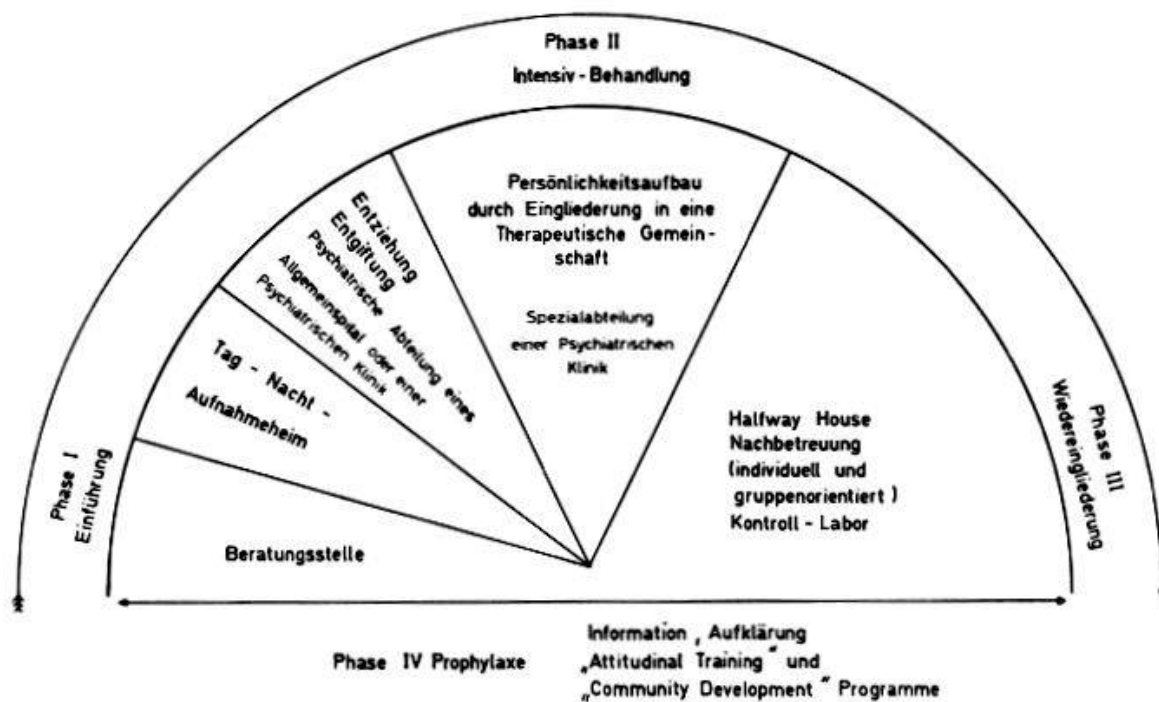 Phase II
Intensiv - Behandlung
Phase I
Einführung
Beratungsstelle
Tag - Nacht -
Aufnahmeheim
Entziehung
Entgiftung
Psychiatrische Abteilung eines
Allgemeinspital oder einer
Psychiatrischen Klinik
Persönlichkeitsaufbau
durch Eingliederung in eine
Therapeutische Gemein -
schaft
Spezialabteilung
einer Psychiatrischen
Klinik
Halfway House
Nachbetreuung
(individuell und
gruppenorientiert)
Kontroll - Labor
Phase III
Wiedereingliederung
Phase IV Prophylaxe
Information , Aufklärung
„Attitudinal Training“ und
„Community Development“ Programme